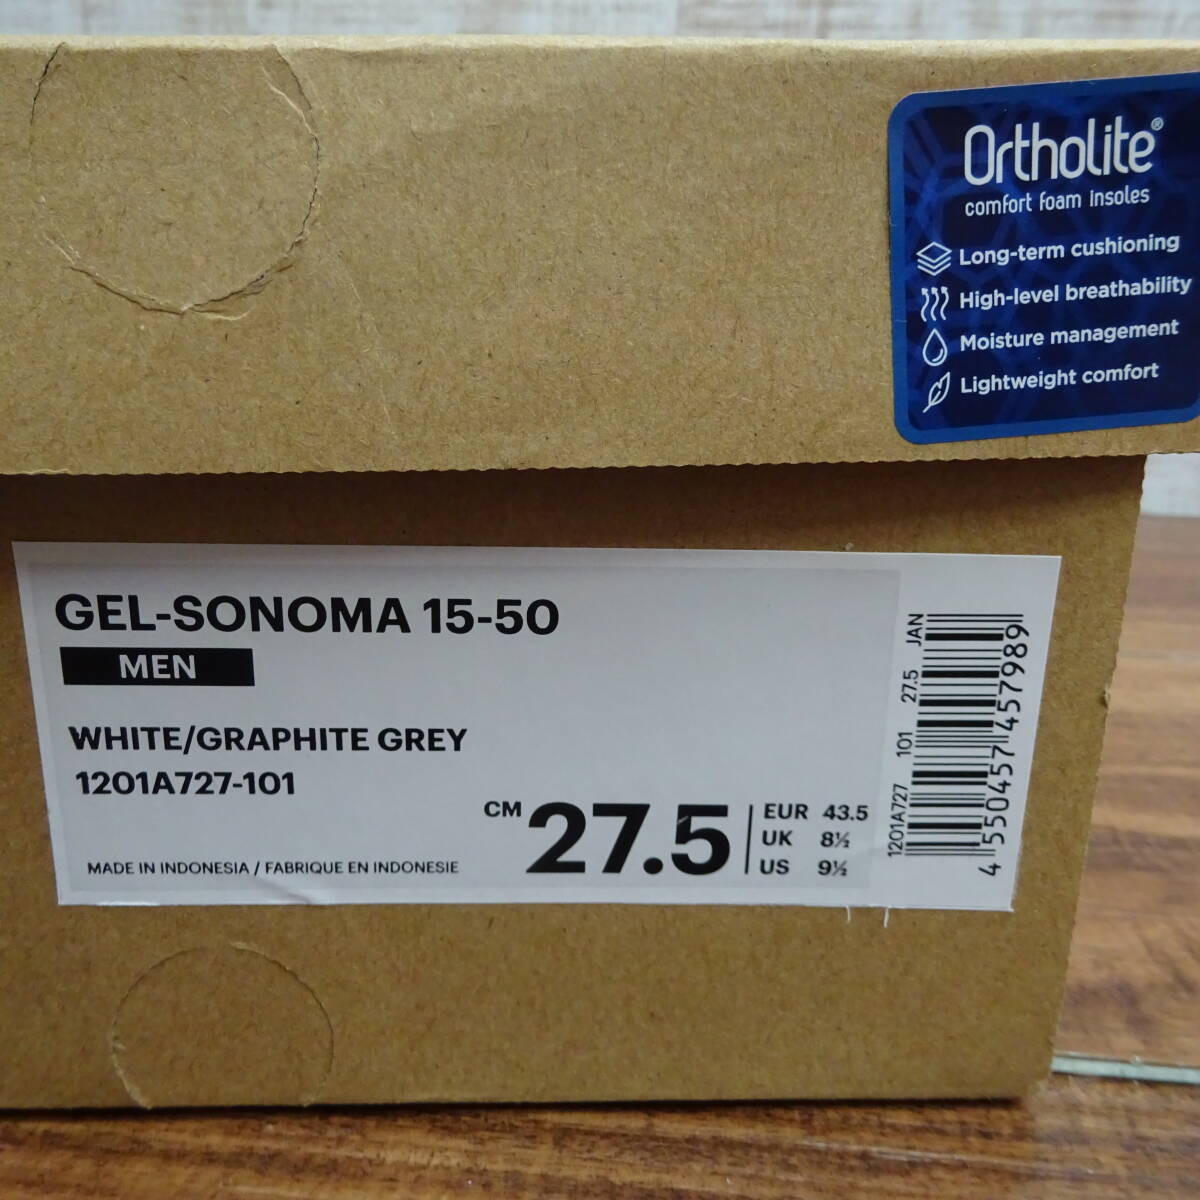 Ortholite®
comfort foam insoles
Long-term cushioning
High-level breathability
Moisture management
Lightweight comfort
GEL-SONOMA 15-50
MEN
WHITE/GRAPHITE GREY
1201A727-101
MADE IN INDONESIA / FABRIQUE EN INDONESIE
CM 27.5
EUR 43.5
UK 8½
US 9½
1201A727 101 27.5 JAN
4 550457 457989